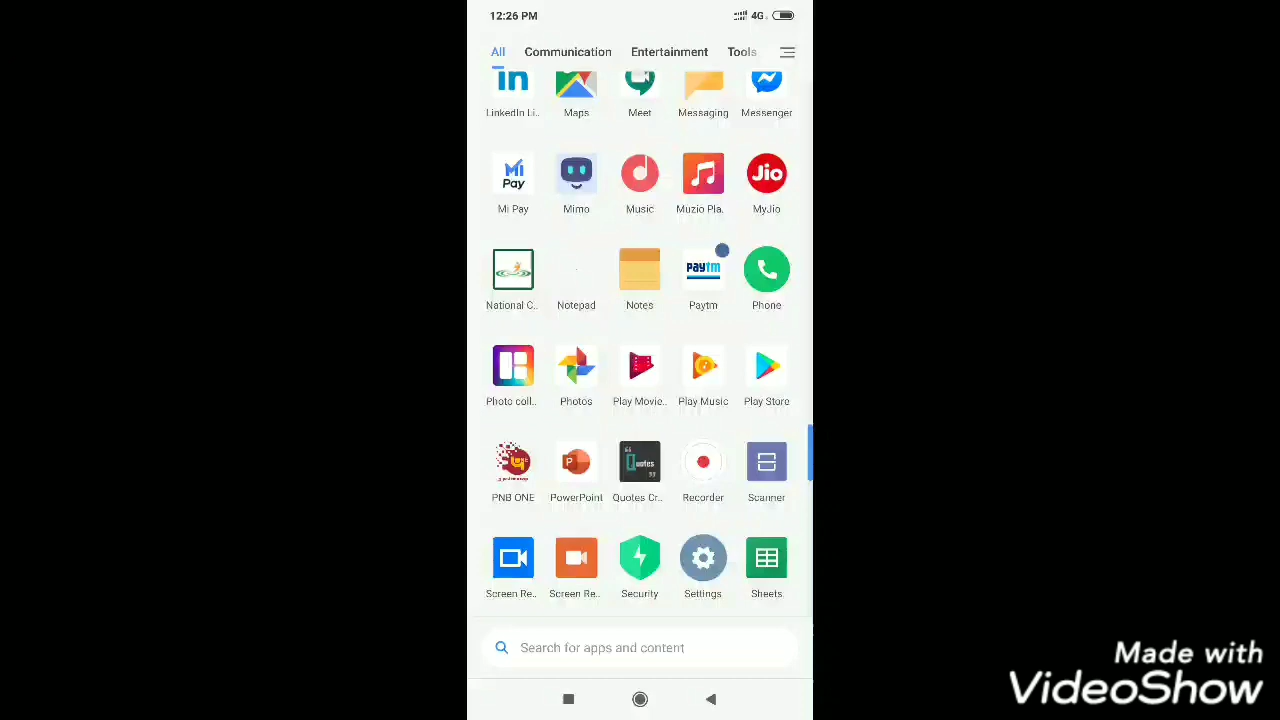 12:26 PM 4G
All Communication Entertainment Tools
in
LinkedIn Li.. Maps Meet Messaging Messenger
Mi Pay Jio
Mi Pay Mimo Music Muzio Pla. MyJio
paytm
National C.. Notepad Notes Paytm Phone
Photo coll.. Photos Play Movie.. Play Music Play Store
P Quotes
PNB ONE PowerPoint Quotes Cr.. Recorder Scanner
Screen Re.. Screen Re.. Security Settings Sheets
Search for apps and content
Made with
VideoShow